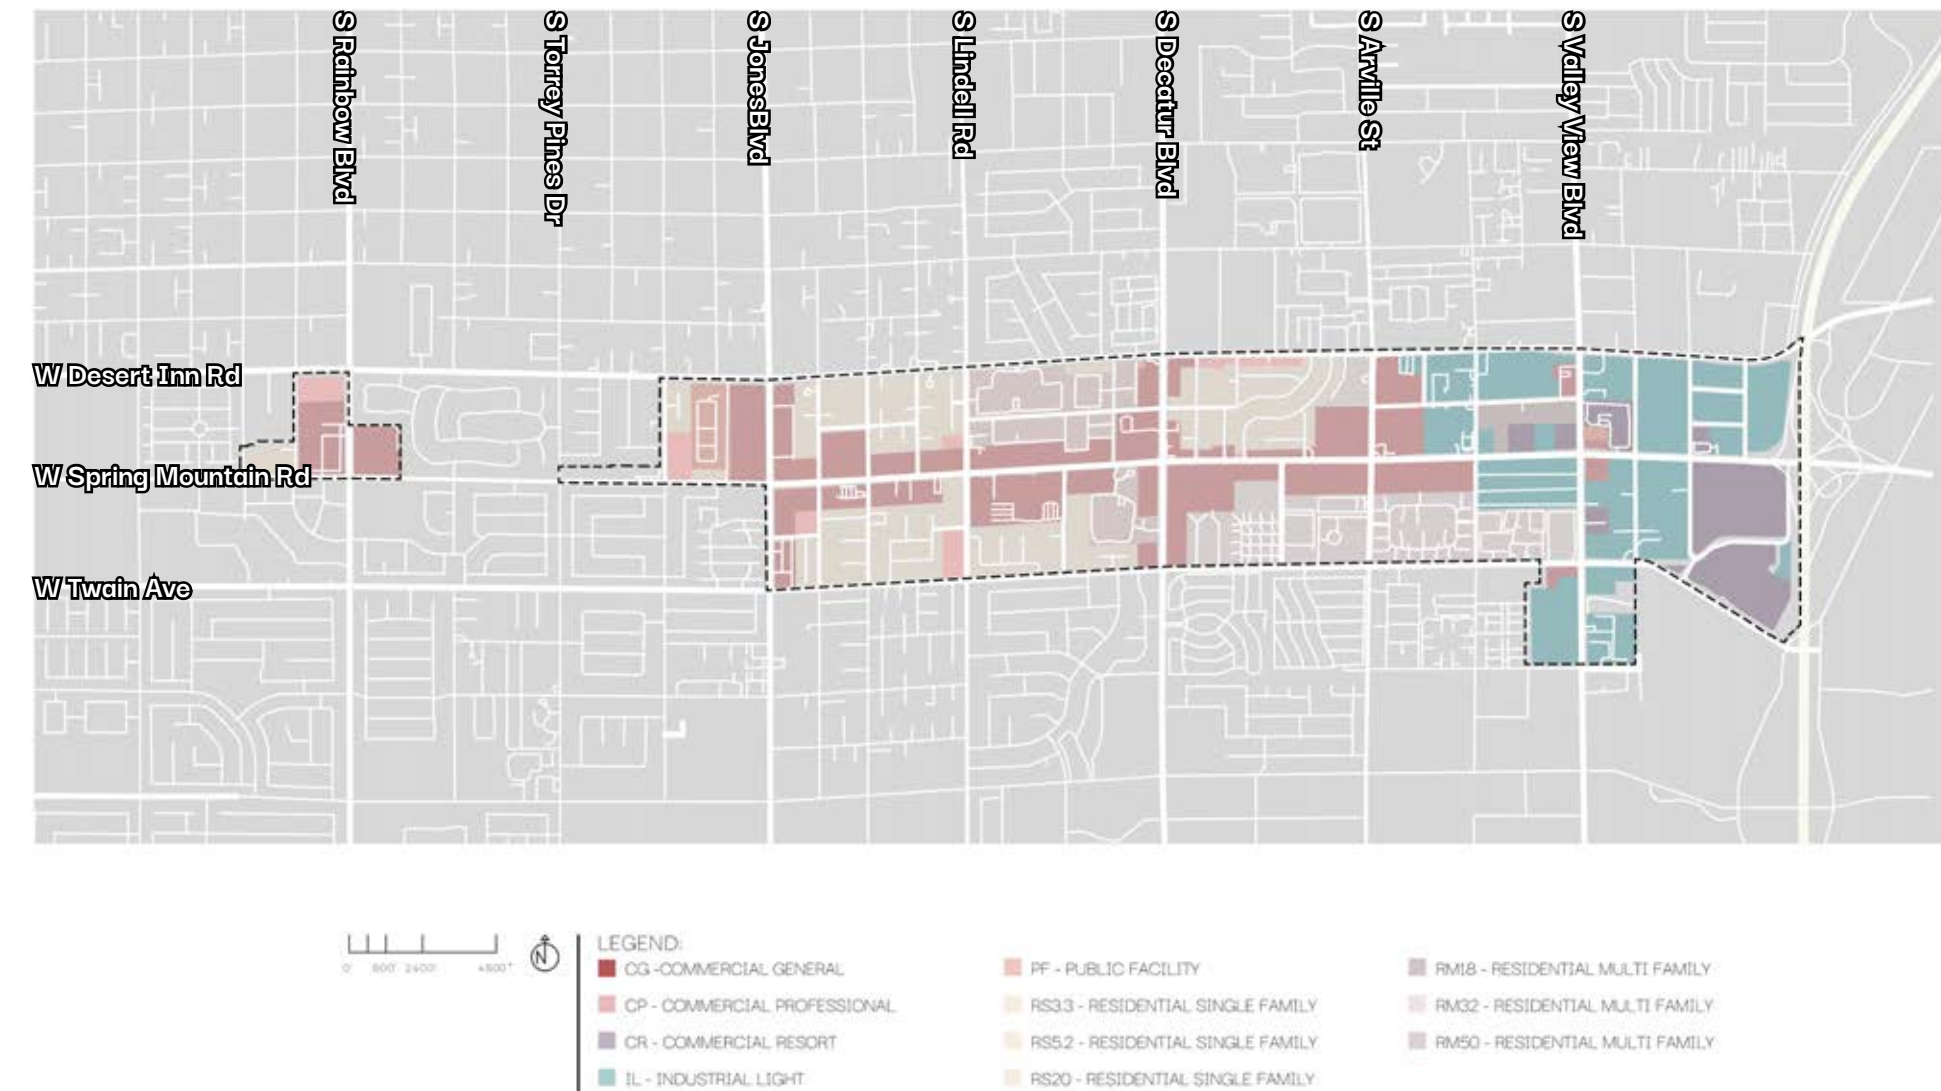 S Rainbow Blvd
S Torrey Pines Dr
S JonesBlvd
S Lindell Rd
S Decatur Blvd
S Arville St
S Valley View Blvd
W Desert Inn Rd
W Spring Mountain Rd
W Twain Ave
0'
2400'
N
LEGEND:
CG -COMMERCIAL GENERAL
CP - COMMERCIAL PROFESSIONAL
CR - COMMERCIAL RESORT
IL - INDUSTRIAL LIGHT
PF - PUBLIC FACILITY
RS3.3 - RESIDENTIAL SINGLE FAMILY
RS5.2 - RESIDENTIAL SINGLE FAMILY
RS20 - RESIDENTIAL SINGLE FAMILY
RM18 - RESIDENTIAL MULTI FAMILY
RM32 - RESIDENTIAL MULTI FAMILY
RM50 - RESIDENTIAL MULTI FAMILY